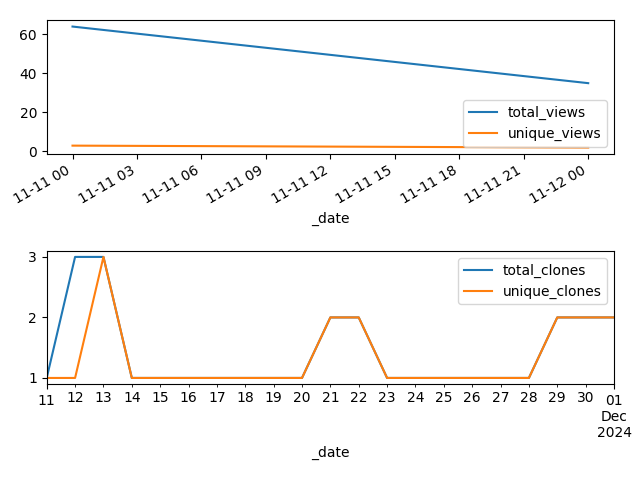 60
40
20
0
total_views
unique_views
11-11 00
11-11 03
11-11 06
11-11 09
11-11 12
11-11 15
11-11 18
11-11 21
11-12 00
_date
3
2
1
total_clones
unique_clones
11 12 13 14 15 16 17 18 19 20 21 22 23 24 25 26 27 28 29 30 01
Dec
2024
_date